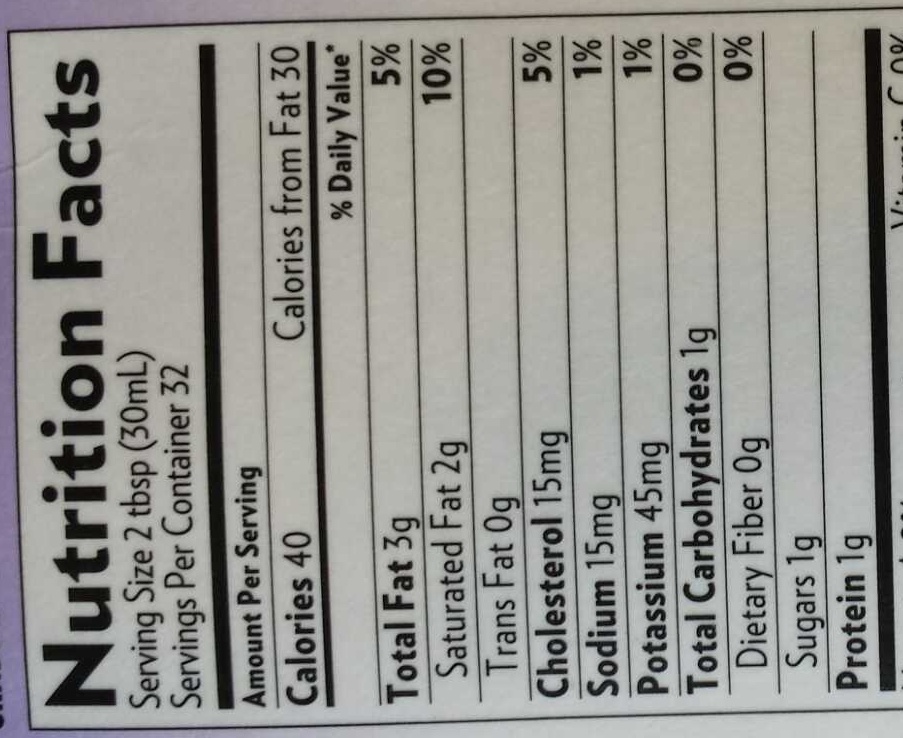 Nutrition Facts
Serving Size 2 tbsp (30mL)
Servings Per Container 32
Amount Per Serving
Calories 40 Calories from Fat 30
% Daily Value*
Total Fat 3g 5%
Saturated Fat 2g 10%
Trans Fat 0g
Cholesterol 15mg 5%
Sodium 15mg 1%
Potassium 45mg 1%
Total Carbohydrates 1g 0%
Dietary Fiber 0g 0%
Sugars 1g
Protein 1g
Vitamin C 0%